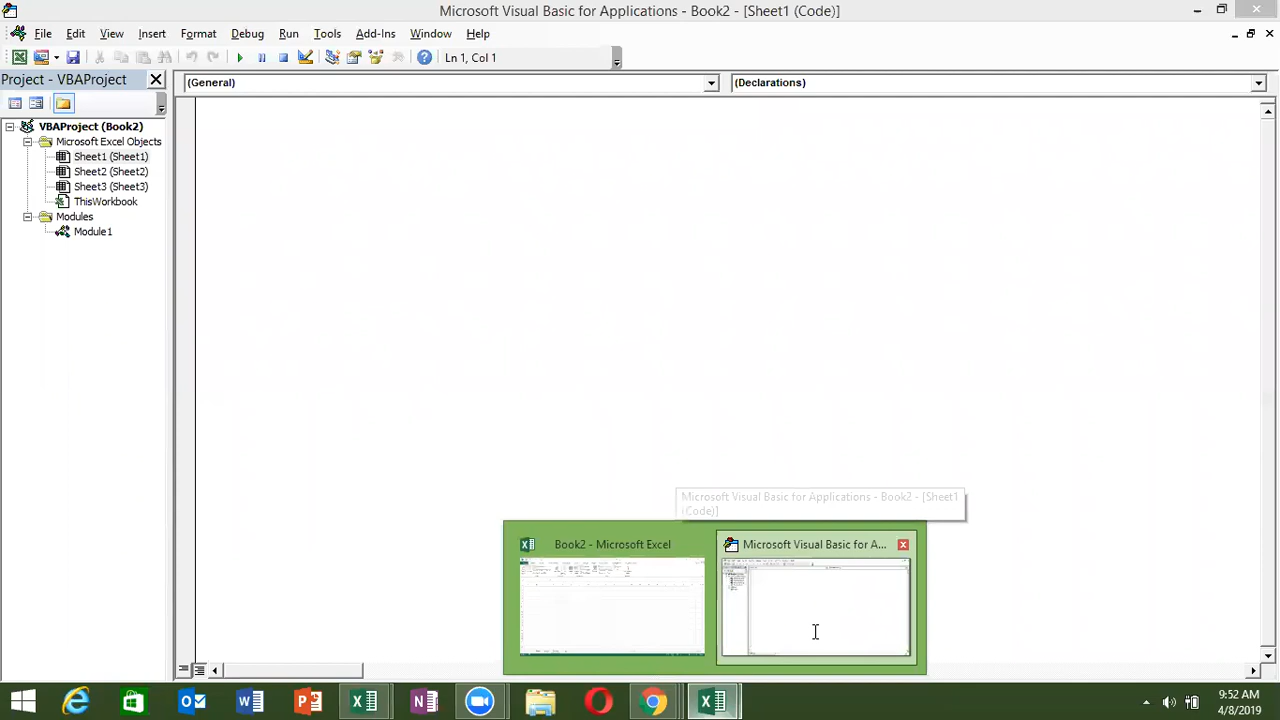 Microsoft Visual Basic for Applications - Book2 - [Sheet1 (Code)]
File Edit View Insert Format Debug Run Tools Add-Ins Window Help
Ln 1, Col 1
Project - VBAProject
(General) (Declarations)
VBAProject (Book2)
Microsoft Excel Objects
Sheet1 (Sheet1)
Sheet2 (Sheet2)
Sheet3 (Sheet3)
ThisWorkbook
Modules
Module1
Microsoft Visual Basic for Applications - Book2 - [Sheet1
(Code)]
Book2 - Microsoft Excel
Microsoft Visual Basic for A...
9:52 AM
4/8/2019